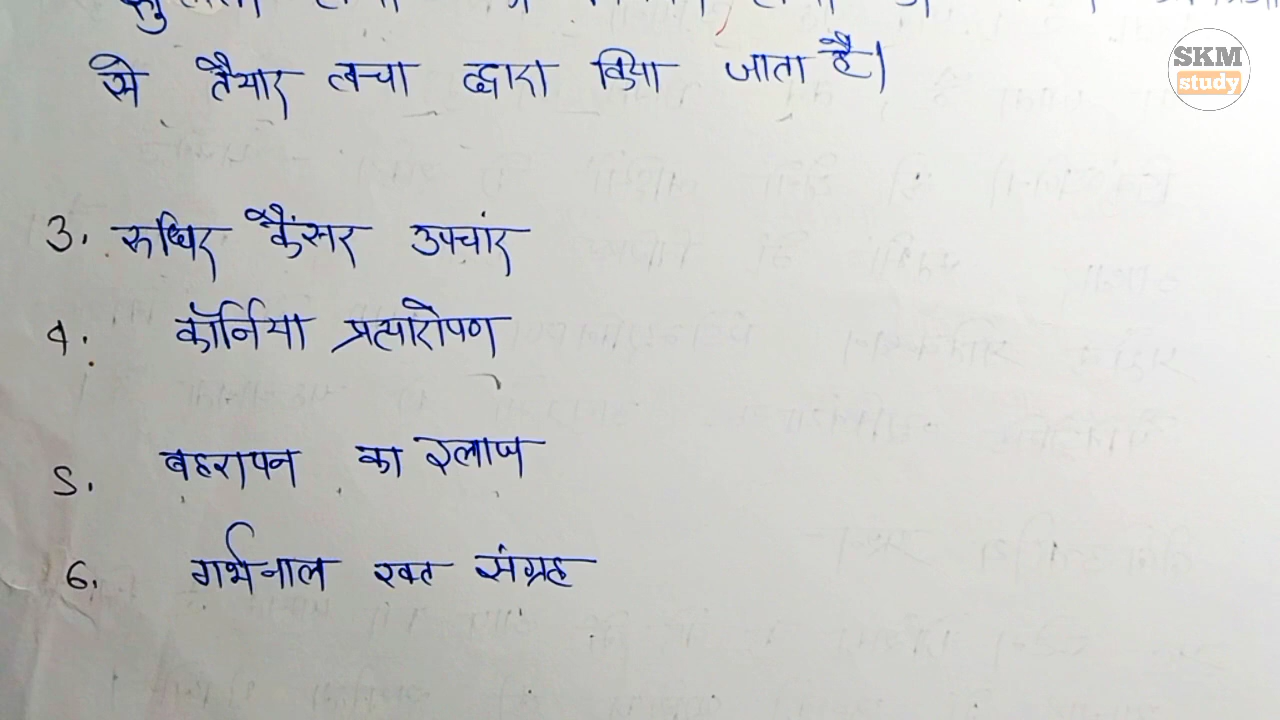 से तैयार त्वचा द्वारा किया जाता है।
SKM
study
3. रुधिर कैंसर उपचांर
4. कॉर्निया प्रत्यारोपण
5. बहरापन का इलाज
6. गर्भनाल रक्त संग्रह